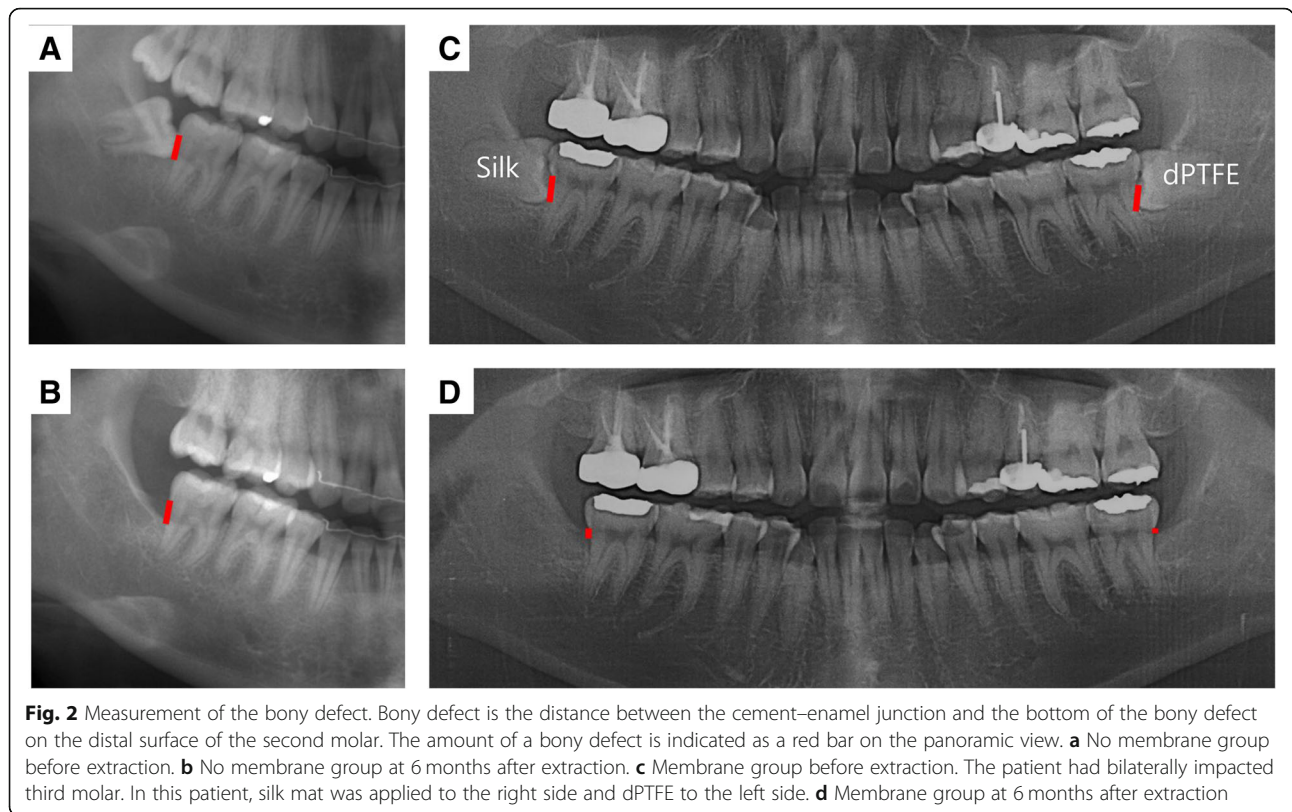 A
C
Silk
dPTFE
B
D
Fig. 2 Measurement of the bony defect. Bony defect is the distance between the cement–enamel junction and the bottom of the bony defect
on the distal surface of the second molar. The amount of a bony defect is indicated as a red bar on the panoramic view. a No membrane group
before extraction. b No membrane group at 6 months after extraction. c Membrane group before extraction. The patient had bilaterally impacted
third molar. In this patient, silk mat was applied to the right side and dPTFE to the left side. d Membrane group at 6 months after extraction